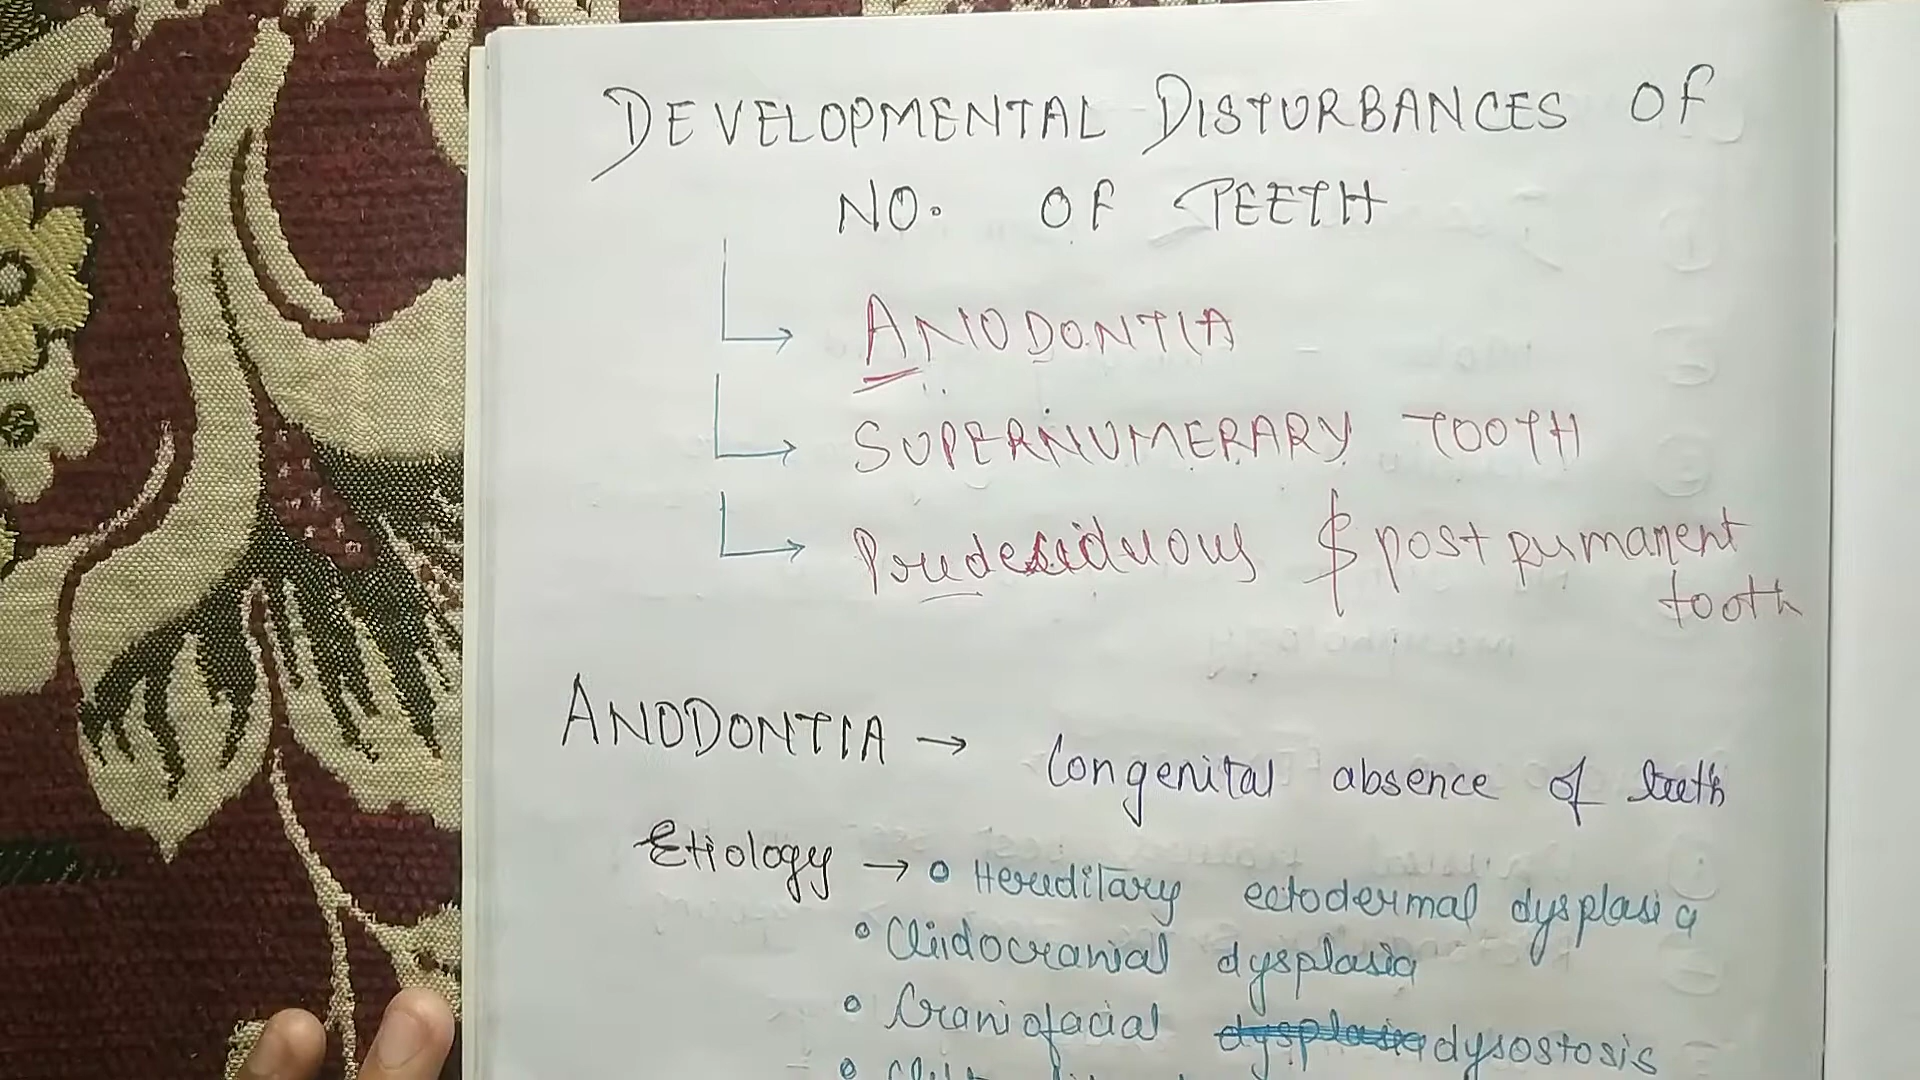 DEVELOPMENTAL DISTURBANCES OF
NO. OF TEETH
ANODONTIA
SUPERNUMERARY TOOTH
Predeciduous & post permanent
tooth
ANODONTIA → Congenital absence of teeth
Etiology → • Hereditary ectodermal dysplasia
• Cleidocranial dysplasia
• Craniofacial dysplasia dysostosis